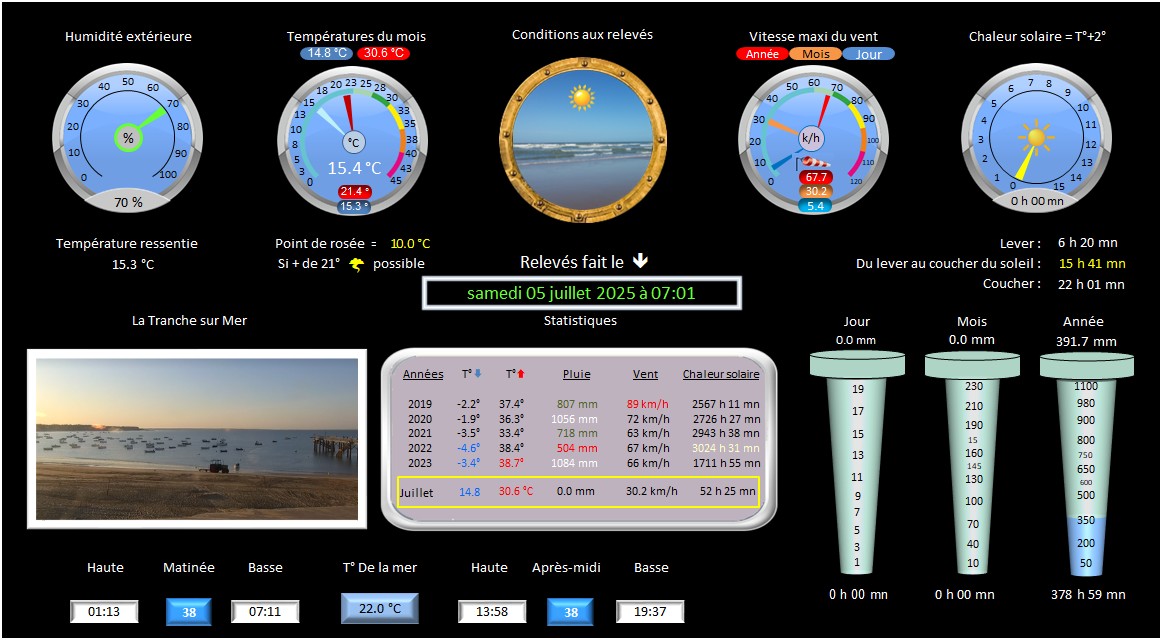 Humidité extérieure
Températures du mois
Conditions aux relevés
Vitesse maxi du vent
Chaleur solaire = T°+2°
14.8 °C 30.6 °C
Année Mois Jour
0 10 20 30 40 50 60 70 80 90 100
%
70 %
0 3 5 8 10 13 15 18 20 23 25 28 30 33 35 38 40 43 45
°C
15.4 °C
21.4 °
15.3 °
0 10 20 30 40 50 60 70 80 90 100 110 120
k/h
67.7
30.2
5.4
0 1 2 3 4 5 6 7 8 9 10 11 12 13 14 15
0 h 00 mn
Température ressentie
15.3 °C
Point de rosée = 10.0 °C
Si + de 21° possible
Relevés fait le
samedi 05 juillet 2025 à 07:01
Lever : 6 h 20 mn
Du lever au coucher du soleil : 15 h 41 mn
Coucher : 22 h 01 mn
La Tranche sur Mer
Statistiques
Années T° T° Pluie Vent Chaleur solaire
2019 -2.2° 37.4° 807 mm 89 km/h 2567 h 11 mn
2020 -1.9° 36.3° 1056 mm 72 km/h 2726 h 27 mn
2021 -3.5° 33.4° 718 mm 63 km/h 2943 h 38 mn
2022 -4.6° 38.4° 504 mm 67 km/h 3024 h 31 mn
2023 -3.4° 38.7° 1084 mm 66 km/h 1711 h 55 mn
Juillet 14.8 30.6 °C 0.0 mm 30.2 km/h 52 h 25 mn
Jour
0.0 mm
19
17
15
13
11
9
7
5
3
1
0 h 00 mn
Mois
0.0 mm
230
210
190
15
160
145
130
100
70
40
10
0 h 00 mn
Année
391.7 mm
1100
980
900
800
750
650
600
500
350
200
50
378 h 59 mn
Haute Matinée Basse T° De la mer Haute Après-midi Basse
01:13 38 07:11 22.0 °C 13:58 38 19:37